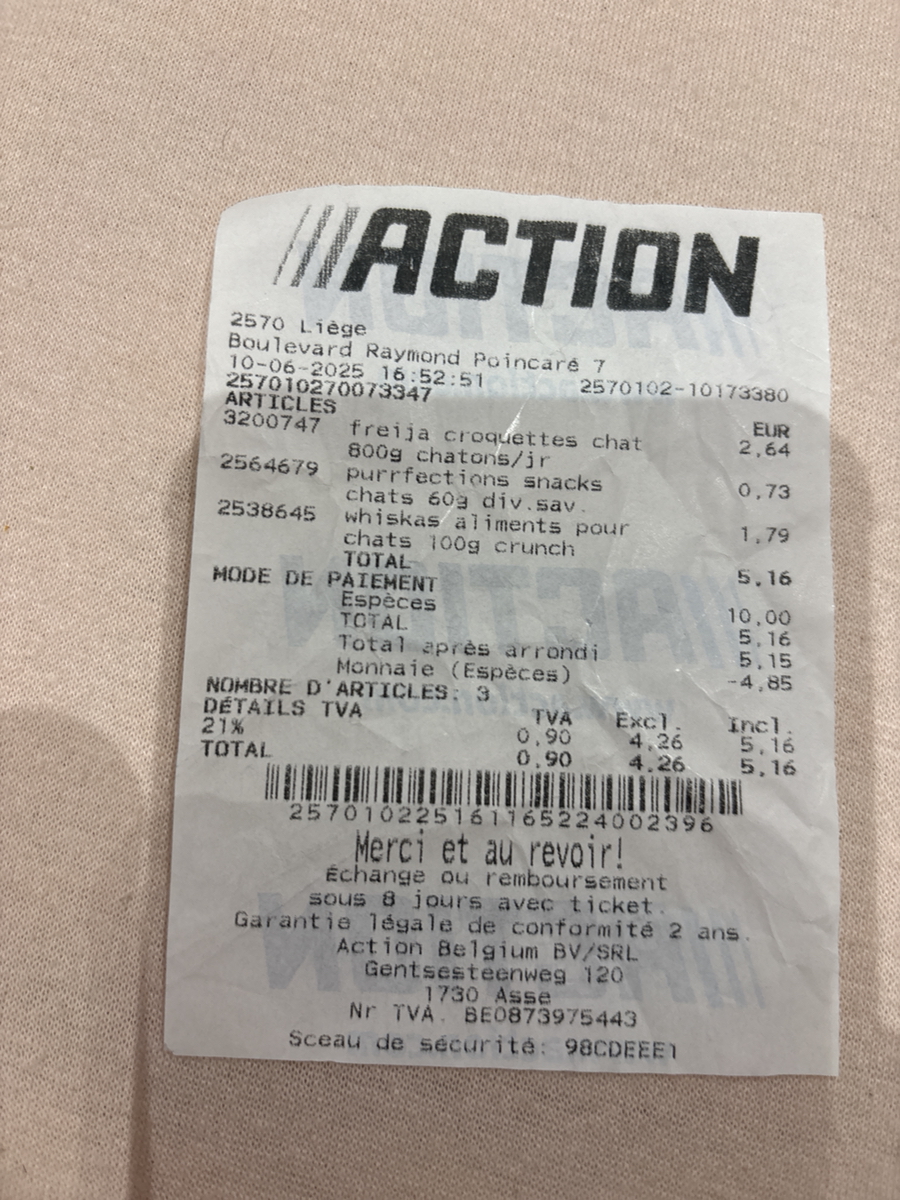 ACTION
2570 Liège
Boulevard Raymond Poincaré 7
10-06-2025 16:52:51 2570102-10173380
257010270073347
ARTICLES EUR
3200747 freija croquettes chat 2,64
800g chatons/jr
2564679 purrfections snacks 0,73
chats 60g div.sav.
2538645 whiskas aliments pour 1,79
chats 100g crunch
TOTAL 5,16
MODE DE PAIEMENT
Espèces 10,00
TOTAL 5,16
Total après arrondi 5,15
Monnaie (Espèces) -4,85
NOMBRE D'ARTICLES: 3
DÉTAILS TVA TVA Excl. Incl.
21% 0,90 4,26 5,16
TOTAL 0,90 4,26 5,16
257010225161165224002396
Merci et au revoir!
Échange ou remboursement
sous 8 jours avec ticket.
Garantie légale de conformité 2 ans.
Action Belgium BV/SRL
Gentsesteenweg 120
1730 Asse
Nr TVA. BE0873975443
Sceau de sécurité: 98CDEEE1